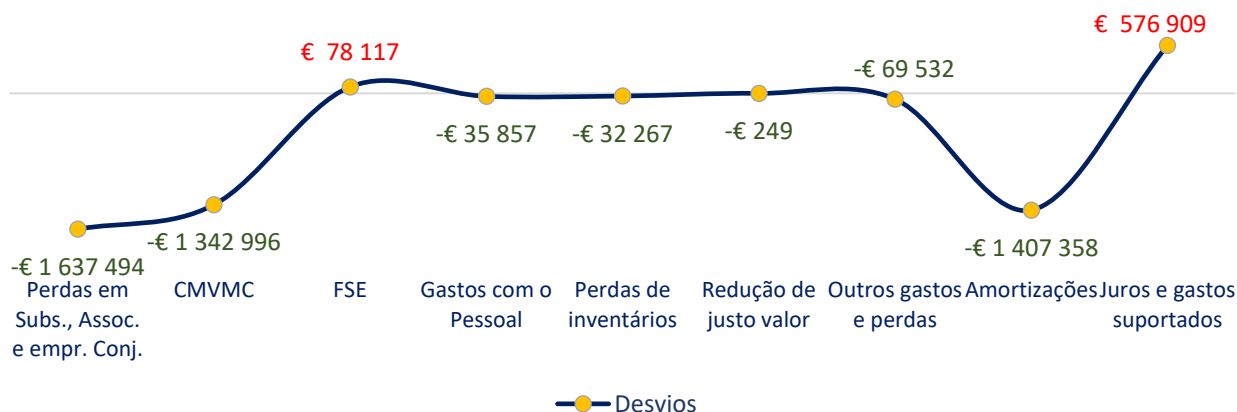 € 576 909
€ 78 117
-€ 69 532
-€ 35 857
-€ 32 267
-€ 249
-€ 1 637 494
-€ 1 342 996
-€ 1 407 358
Perdas em
Subs., Assoc.
e empr. Conj.
CMVMC
FSE
Gastos com o
Pessoal
Perdas de
inventários
Redução de
justo valor
Outros gastos
e perdas
Amortizações
Juros e gastos
suportados
Desvios